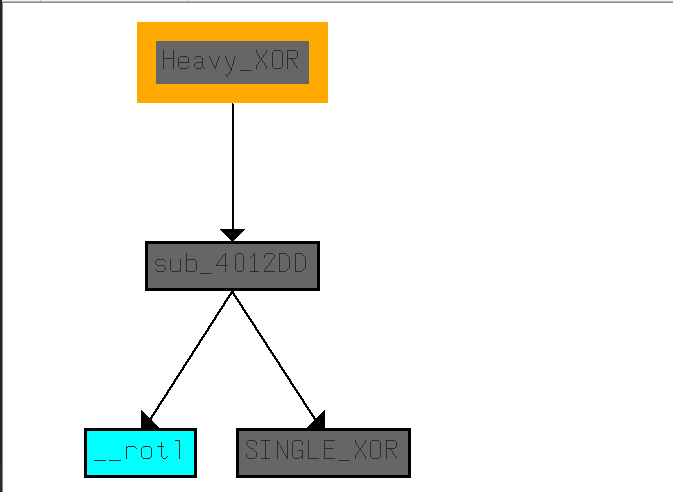 Heavy_XOR
sub_4012DD
__rotl
SINGLE_XOR